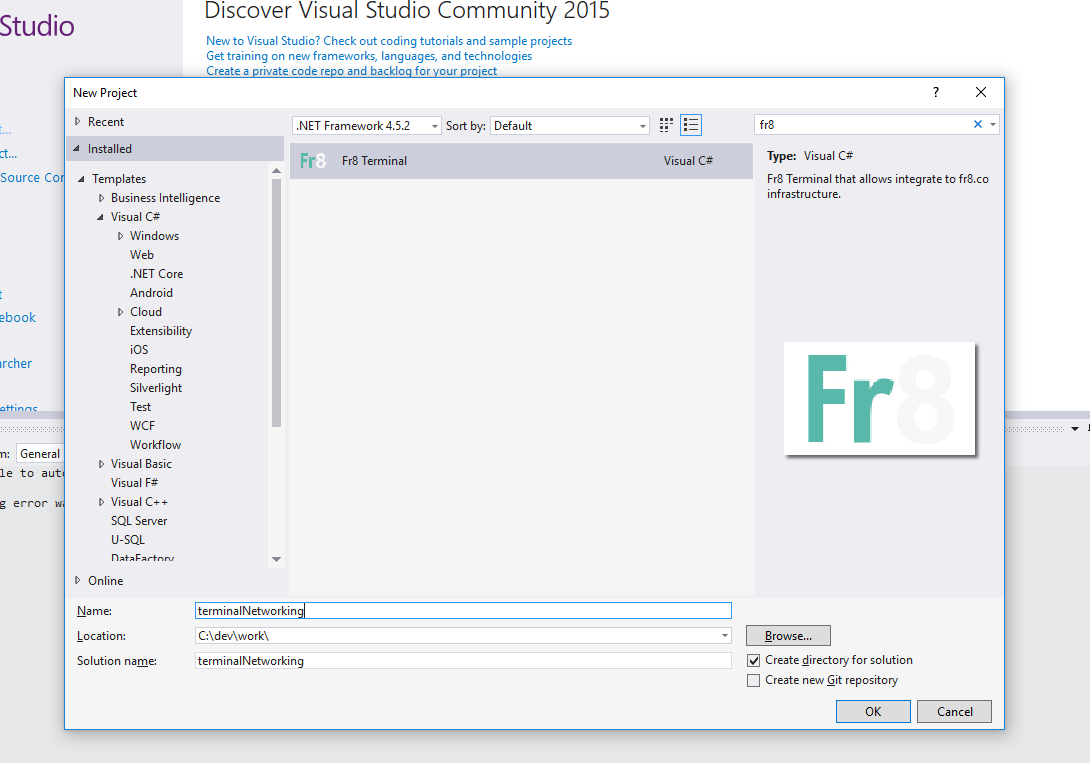 Studio
Discover Visual Studio Community 2015
New to Visual Studio? Check out coding tutorials and sample projects
Get training on new frameworks, languages, and technologies
Create a private code repo and backlog for your project
New Project
?
Recent
.NET Framework 4.5.2
Sort by:
Default
fr8
Installed
Fr8
Fr8 Terminal
Visual C#
Type: Visual C#
Fr8 Terminal that allows integrate to fr8.co
infrastructure.
Source Cor
Templates
Business Intelligence
Visual C#
Windows
Web
.NET Core
Android
Cloud
Extensibility
iOS
Reporting
Silverlight
Test
WCF
Workflow
Visual Basic
Visual F#
Visual C++
SQL Server
U-SQL
DataFactory
Online
Fr8
t...
ct...
t
ebook
rcher
ettings
m: General
le to auto
g error wa
Name: terminalNetworking
Location: C:\dev\work\
Browse...
Solution name: terminalNetworking
Create directory for solution
Create new Git repository
OK
Cancel